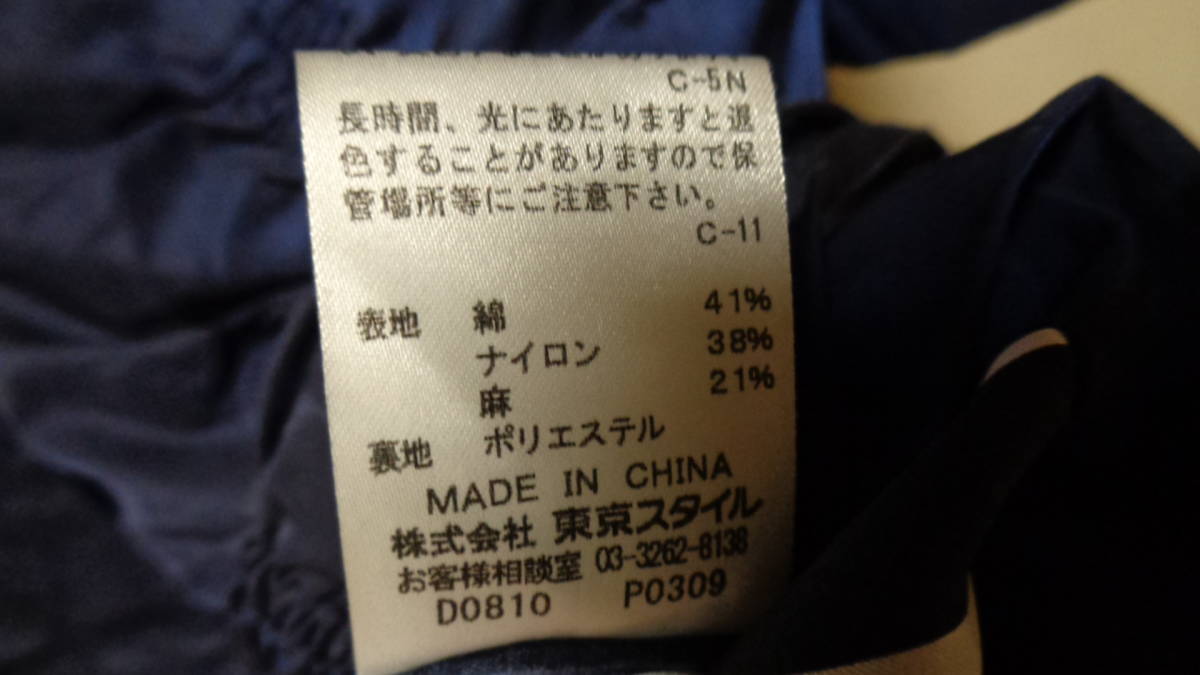 C-5N
長時間、光にあたりますと退
色することがありますので保
管場所等にご注意下さい。
C-11
表地 綿 41%
ナイロン 38%
麻 21%
裏地 ポリエステル
MADE IN CHINA
株式会社 東京スタイル
お客様相談室 03-3262-8138
D0810 P0309